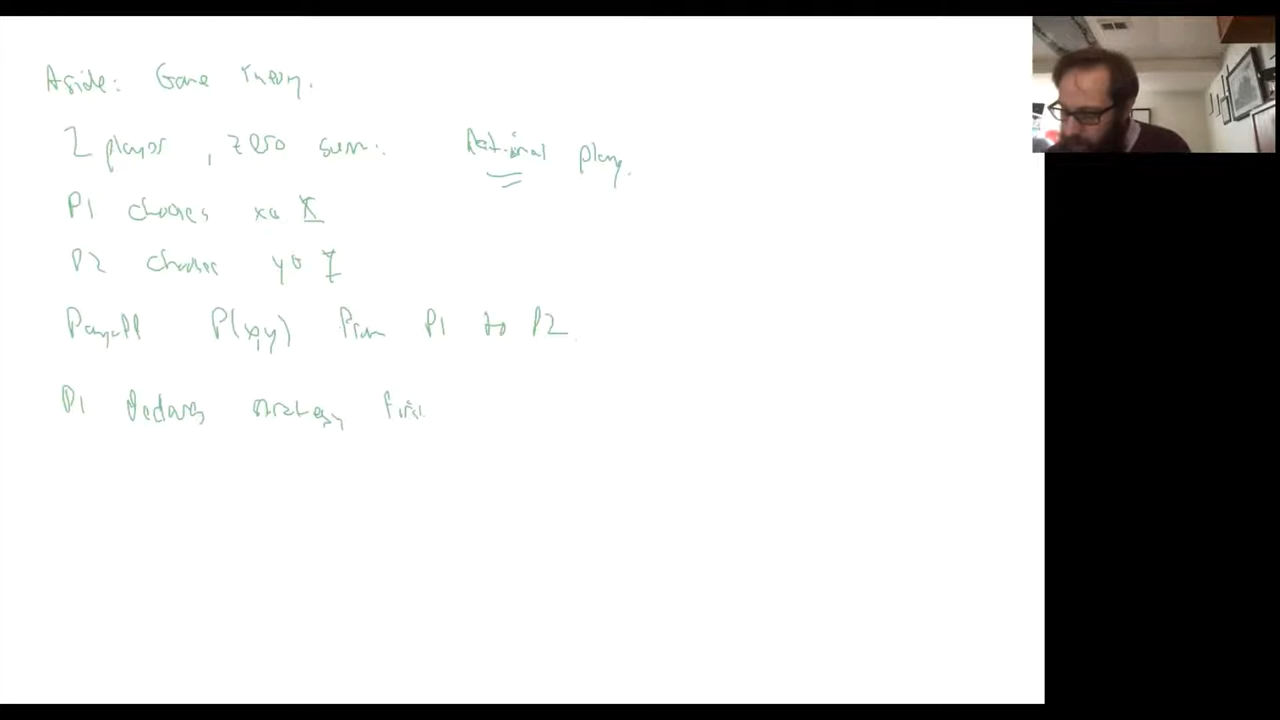 Aside: Game Theory.
2 player, zero sum. Rational play.
P1 chooses x∈ X
P2 chooses y∈ Y
Payoff P(x,y) From P1 to P2.
P1 declares strategy first